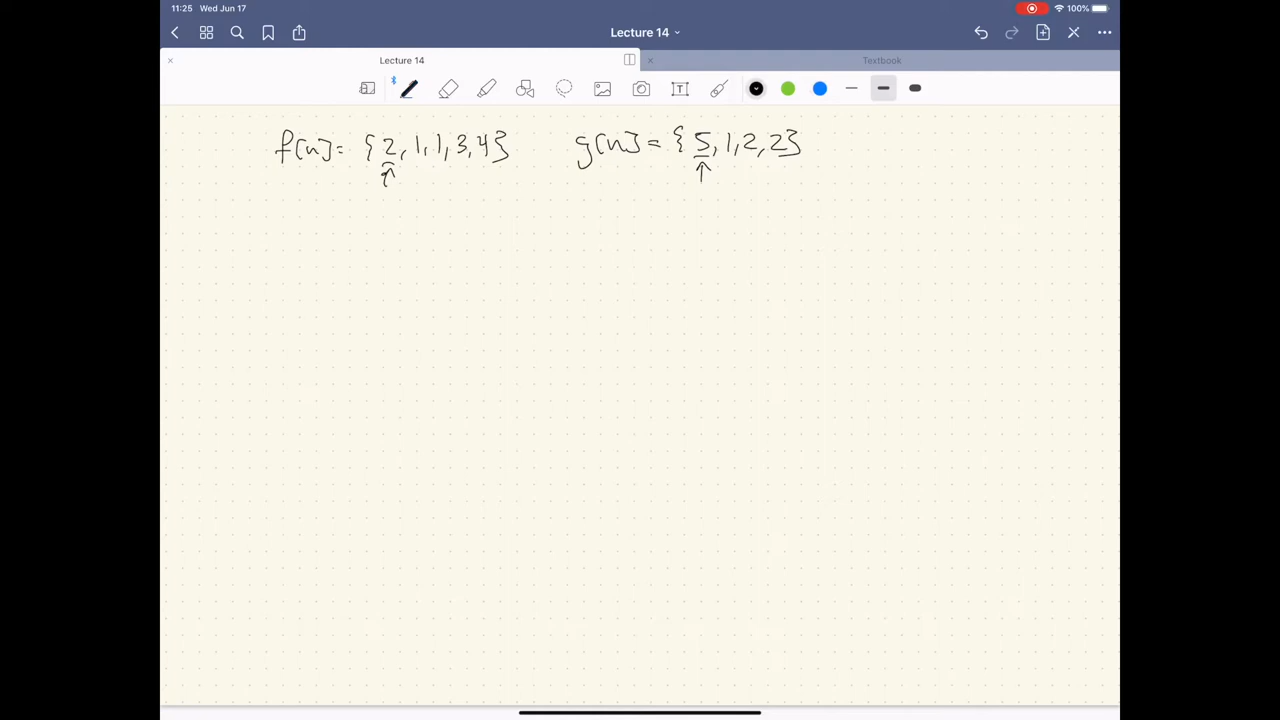 11:25 Wed Jun 17
100%
Lecture 14
Lecture 14
Textbook
T
f[n] = {2, 1, 1, 3, 4} g[n] = {5, 1, 2, 2}
↑ ↑